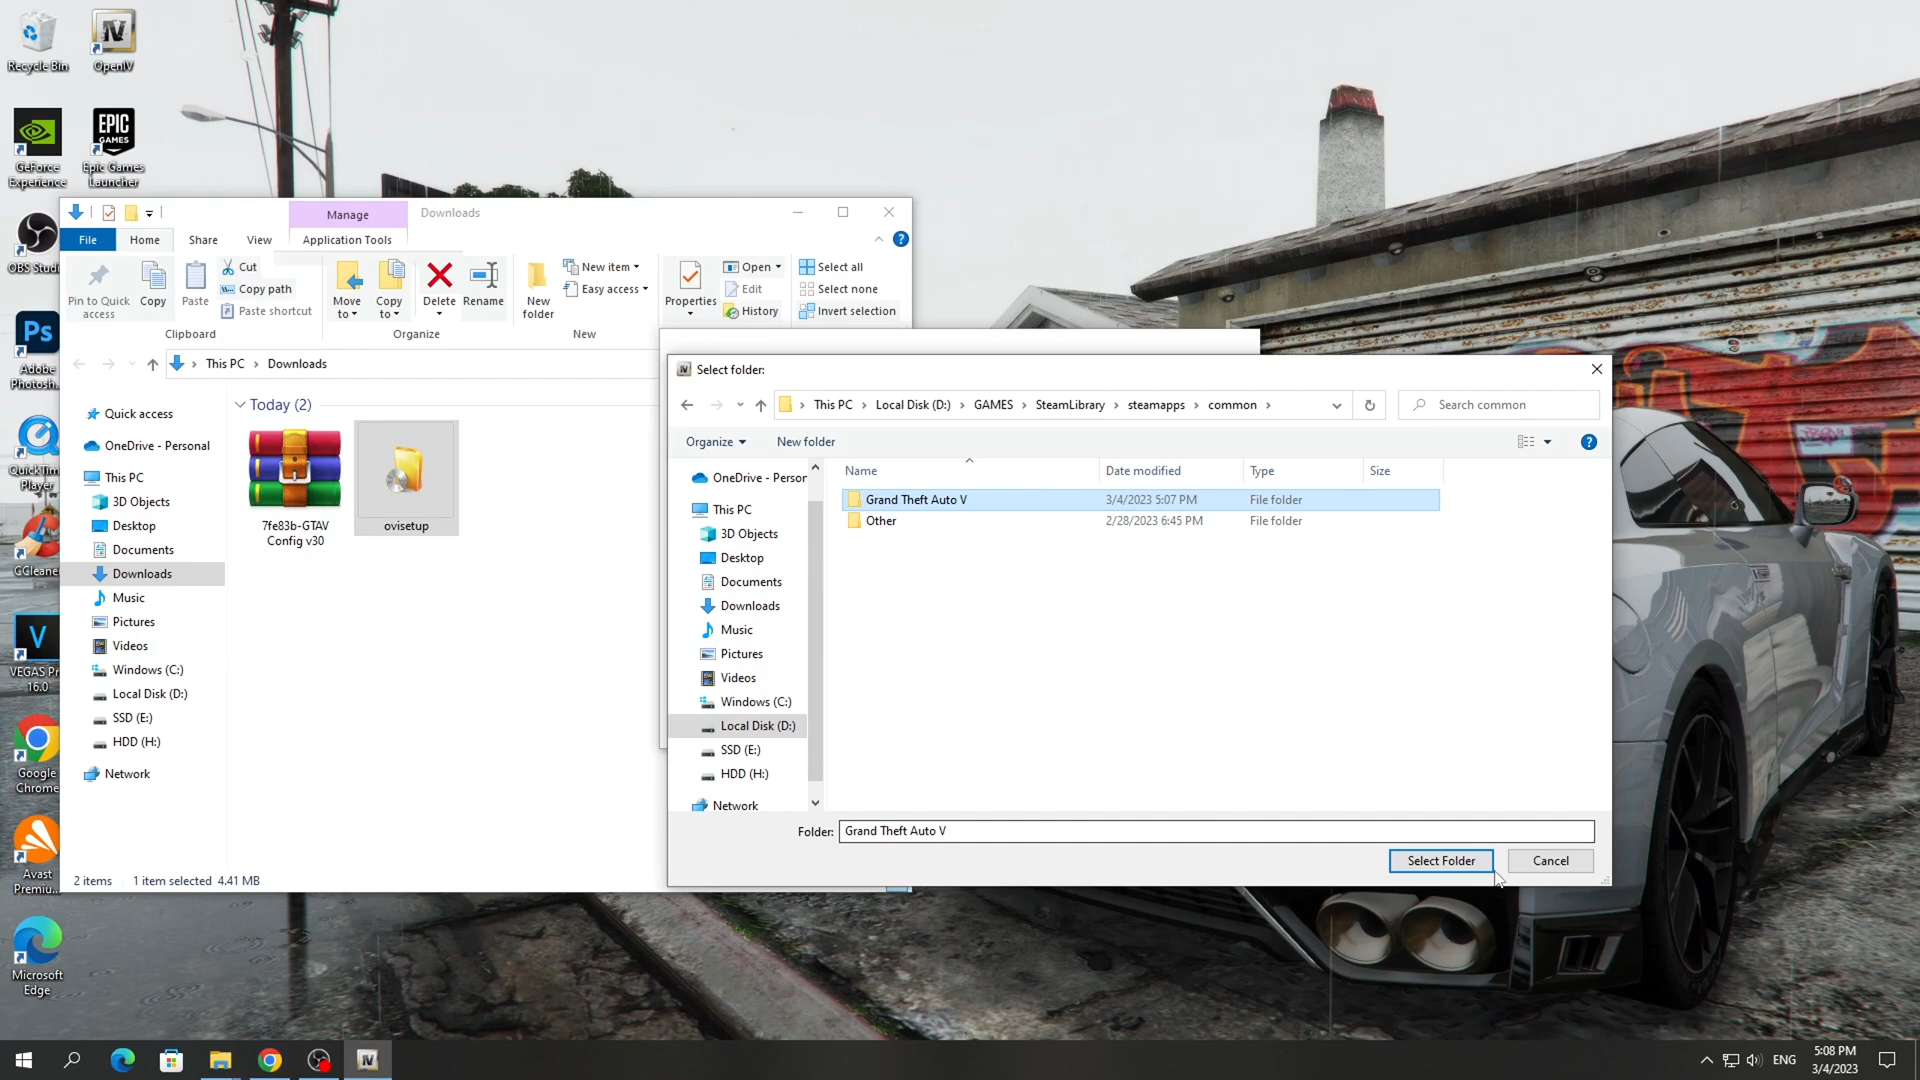 Recycle Bin
OpenIV
GeForce
Experience
EPIC
GAMES
Epic Games
Launcher
OBS Studi
Ps
Adobe
Photosh...
QuickTim
Player
CCleane
V
VEGAS Pr
16.0
Google
Chrome
Avast
Premiu...
Microsoft
Edge
Manage
Downloads
File
Home
Share
View
Application Tools
Pin to Quick
access
Copy
Paste
Cut
Copy path
Paste shortcut
Clipboard
Move
to
Copy
to
Delete
Rename
Organize
New
folder
New item
Easy access
New
Properties
Open
Edit
History
Select all
Select none
Invert selection
This PC
Downloads
Quick access
OneDrive - Personal
This PC
3D Objects
Desktop
Documents
Downloads
Music
Pictures
Videos
Windows (C:)
Local Disk (D:)
SSD (E:)
HDD (H:)
Network
Today (2)
7fe83b-GTAV
Config v30
ovisetup
2 items
1 item selected 4.41 MB
Select folder:
This PC
Local Disk (D:)
GAMES
SteamLibrary
steamapps
common
Search common
Organize
New folder
OneDrive - Persor
This PC
3D Objects
Desktop
Documents
Downloads
Music
Pictures
Videos
Windows (C:)
Local Disk (D:)
SSD (E:)
HDD (H:)
Network
Name
Date modified
Type
Size
Grand Theft Auto V
3/4/2023 5:07 PM
File folder
Other
2/28/2023 6:45 PM
File folder
Folder:
Grand Theft Auto V
Select Folder
Cancel
ENG
5:08 PM
3/4/2023